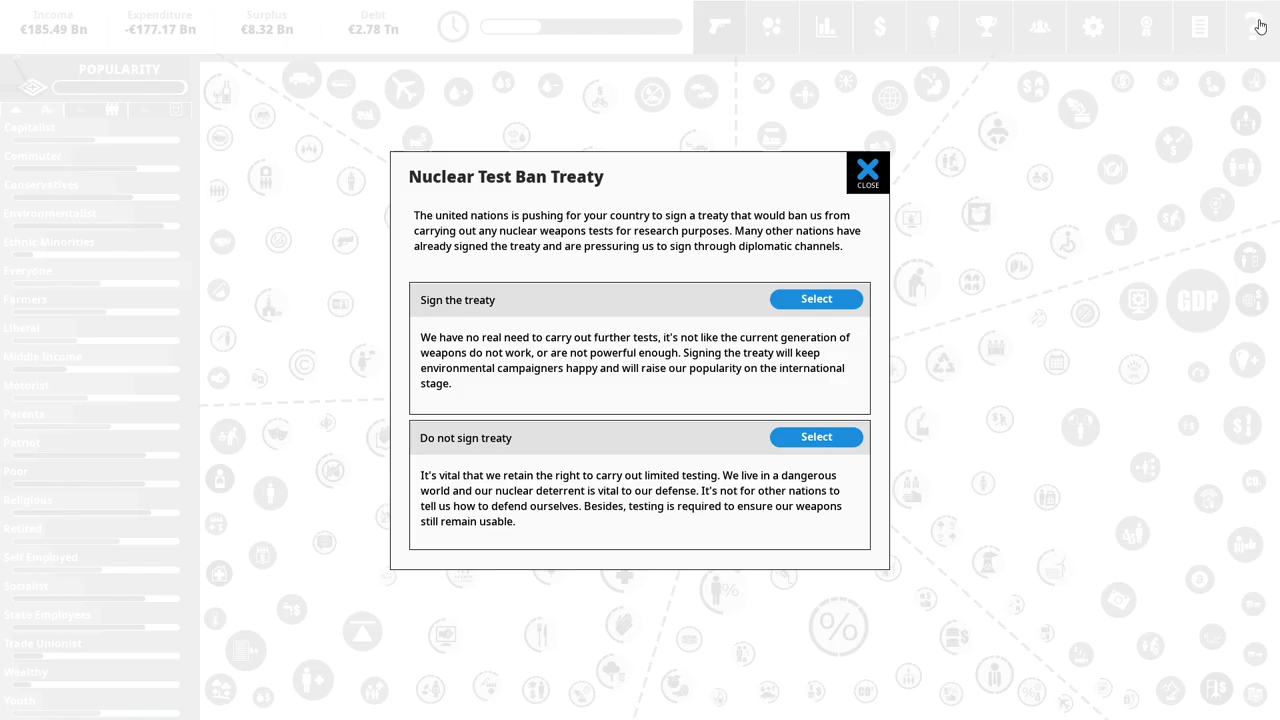 Income
€185.49 Bn
Expenditure
-€177.17 Bn
Surplus
€8.32 Bn
Debt
€2.78 Tn
POPULARITY
Capitalist
Commuter
Conservatives
Environmentalist
Ethnic Minorities
Everyone
Farmers
Liberal
Middle Income
Motorist
Parents
Patriot
Poor
Religious
Retired
Self Employed
Socialist
State Employees
Trade Unionist
Wealthy
Youth
Nuclear Test Ban Treaty
CLOSE
The united nations is pushing for your country to sign a treaty that would ban us from
carrying out any nuclear weapons tests for research purposes. Many other nations have
already signed the treaty and are pressuring us to sign through diplomatic channels.
Sign the treaty
Select
We have no real need to carry out further tests, it's not like the current generation of
weapons do not work, or are not powerful enough. Signing the treaty will keep
environmental campaigners happy and will raise our popularity on the international
stage.
Do not sign treaty
Select
It's vital that we retain the right to carry out limited testing. We live in a dangerous
world and our nuclear deterrent is vital to our defense. It's not for other nations to
tell us how to defend ourselves. Besides, testing is required to ensure our weapons
still remain usable.
GDP